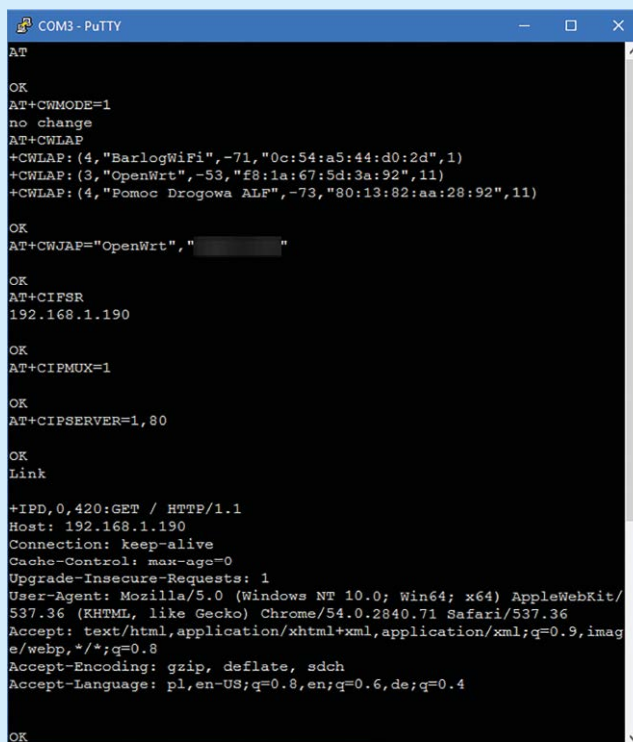 COM3 - PuTTY
AT
OK
AT+CWMODE=1
no change
AT+CWLAP
+CWLAP:(4,"BarlogWiFi",-71,"0c:54:a5:44:d0:2d",1)
+CWLAP:(3,"OpenWrt",-53,"f8:1a:67:5d:3a:92",11)
+CWLAP:(4,"Pomoc Drogowa ALF",-73,"80:13:82:aa:28:92",11)
OK
AT+CWJAP="OpenWrt"," "
OK
AT+CIFSR
192.168.1.190
OK
AT+CIPMUX=1
OK
AT+CIPSERVER=1,80
OK
Link
+IPD,0,420:GET / HTTP/1.1
Host: 192.168.1.190
Connection: keep-alive
Cache-Control: max-age=0
Upgrade-Insecure-Requests: 1
User-Agent: Mozilla/5.0 (Windows NT 10.0; Win64; x64) AppleWebKit/
537.36 (KHTML, like Gecko) Chrome/54.0.2840.71 Safari/537.36
Accept: text/html,application/xhtml+xml,application/xml;q=0.9,imag
e/webp,*/*;q=0.8
Accept-Encoding: gzip, deflate, sdch
Accept-Language: pl,en-US;q=0.8,en;q=0.6,de;q=0.4
OK